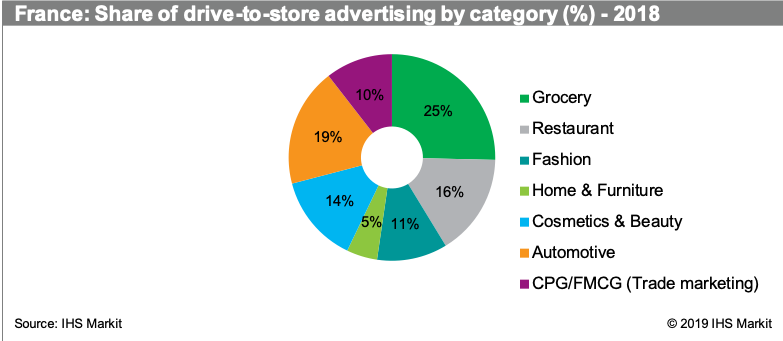 France: Share of drive-to-store advertising by category (%) - 2018
10%
25%
19%
16%
14%
5%
11%
Grocery
Restaurant
Fashion
Home & Furniture
Cosmetics & Beauty
Automotive
CPG/FMCG (Trade marketing)
Source: IHS Markit
© 2019 IHS Markit